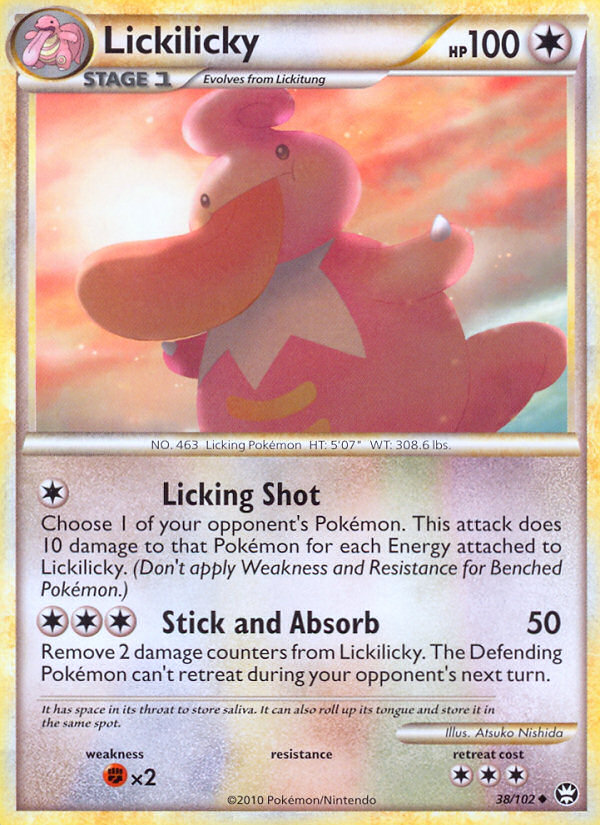 Lickilicky HP100
STAGE 1 Evolves from Lickitung
NO. 463 Licking Pokémon HT: 5'07" WT: 308.6 lbs.
Licking Shot
Choose 1 of your opponent's Pokémon. This attack does
10 damage to that Pokémon for each Energy attached to
Lickilicky. (Don't apply Weakness and Resistance for Benched
Pokémon.)
Stick and Absorb 50
Remove 2 damage counters from Lickilicky. The Defending
Pokémon can't retreat during your opponent's next turn.
It has space in its throat to store saliva. It can also roll up its tongue and store it in
the same spot.
Illus. Atsuko Nishida
weakness resistance retreat cost
×2
©2010 Pokémon/Nintendo 38/102